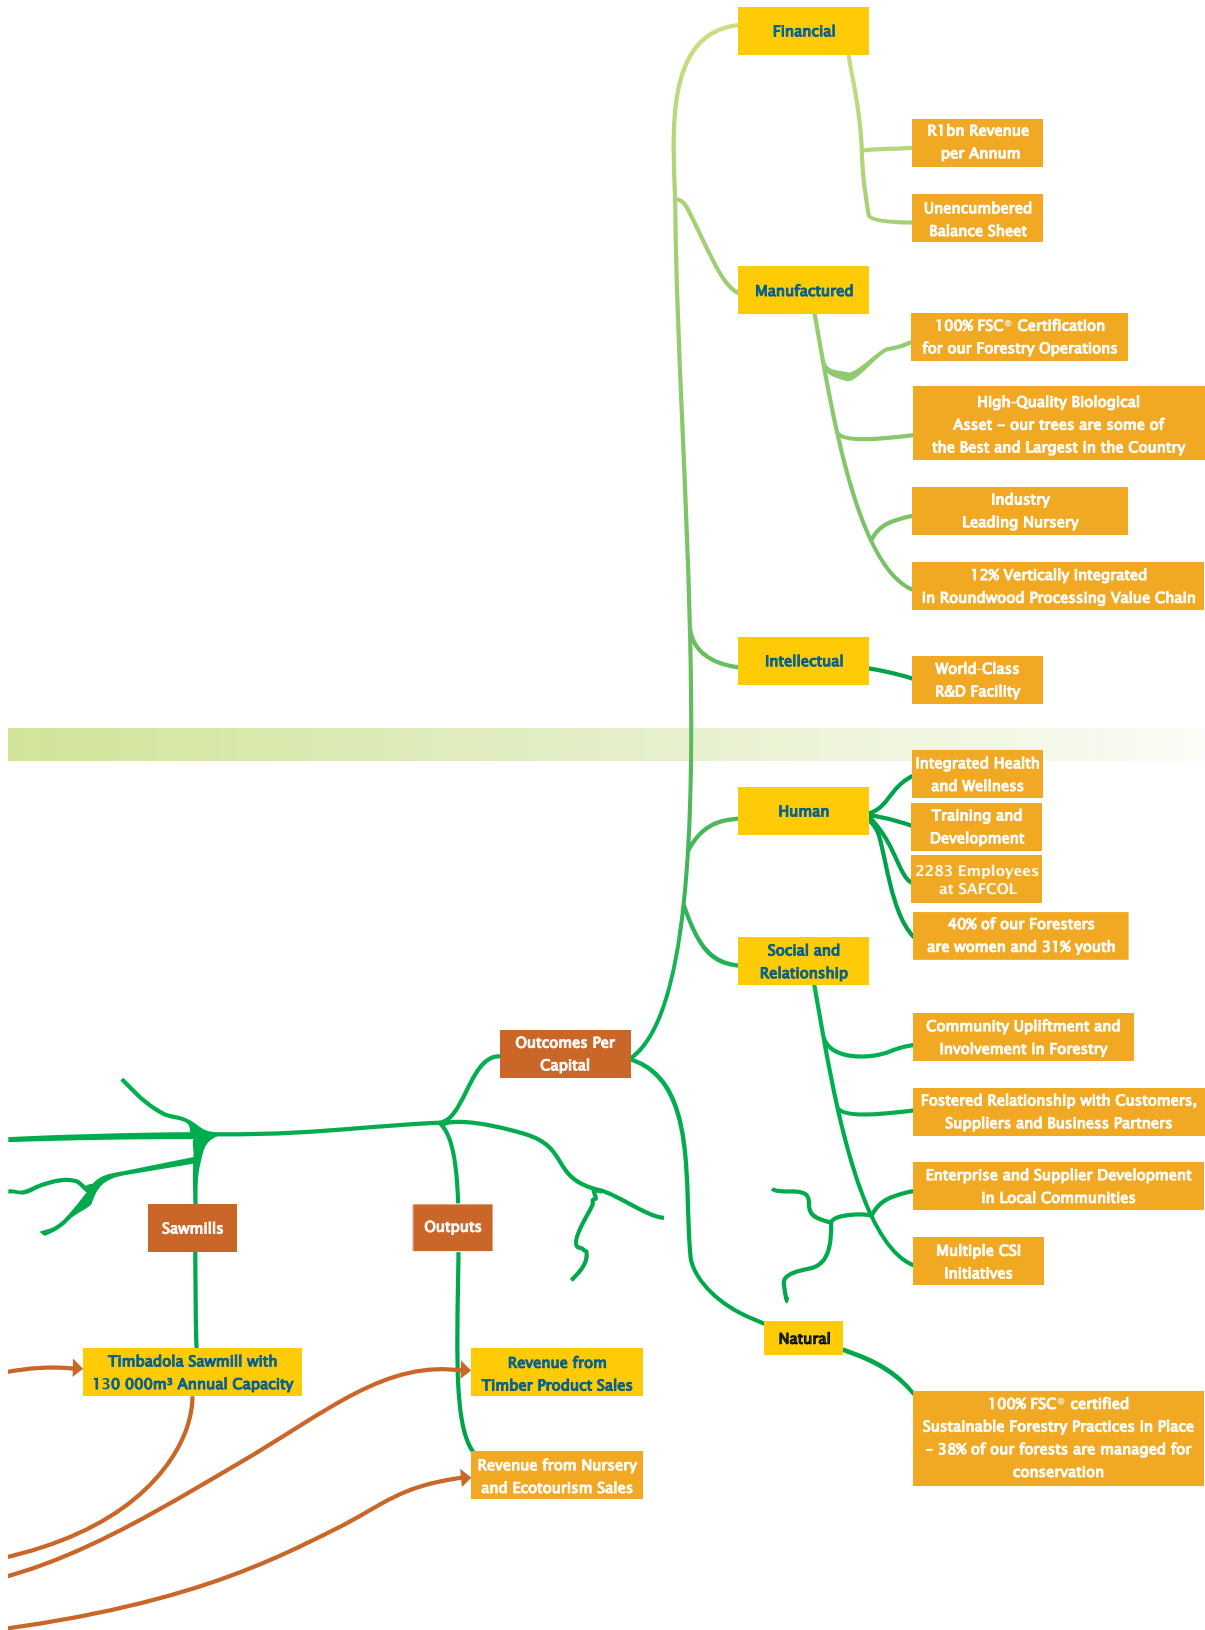 Financial
R1bn Revenue
per Annum
Unencumbered
Balance Sheet
Manufactured
100% FSC® Certification
for our Forestry Operations
High-Quality Biological
Asset – our trees are some of
the Best and Largest in the Country
Industry
Leading Nursery
12% Vertically Integrated
in Roundwood Processing Value Chain
Intellectual
World-Class
R&D Facility
Integrated Health
and Wellness
Human
Training and
Development
2283 Employees
at SAFCOL
40% of our Foresters
are women and 31% youth
Social and
Relationship
Community Upliftment and
Involvement in Forestry
Outcomes Per
Capital
Fostered Relationship with Customers,
Suppliers and Business Partners
Enterprise and Supplier Development
in Local Communities
Sawmills
Outputs
Multiple CSI
Initiatives
Natural
Timbadola Sawmill with
130 000m³ Annual Capacity
Revenue from
Timber Product Sales
100% FSC® certified
Sustainable Forestry Practices in Place
– 38% of our forests are managed for
conservation
Revenue from Nursery
and Ecotourism Sales